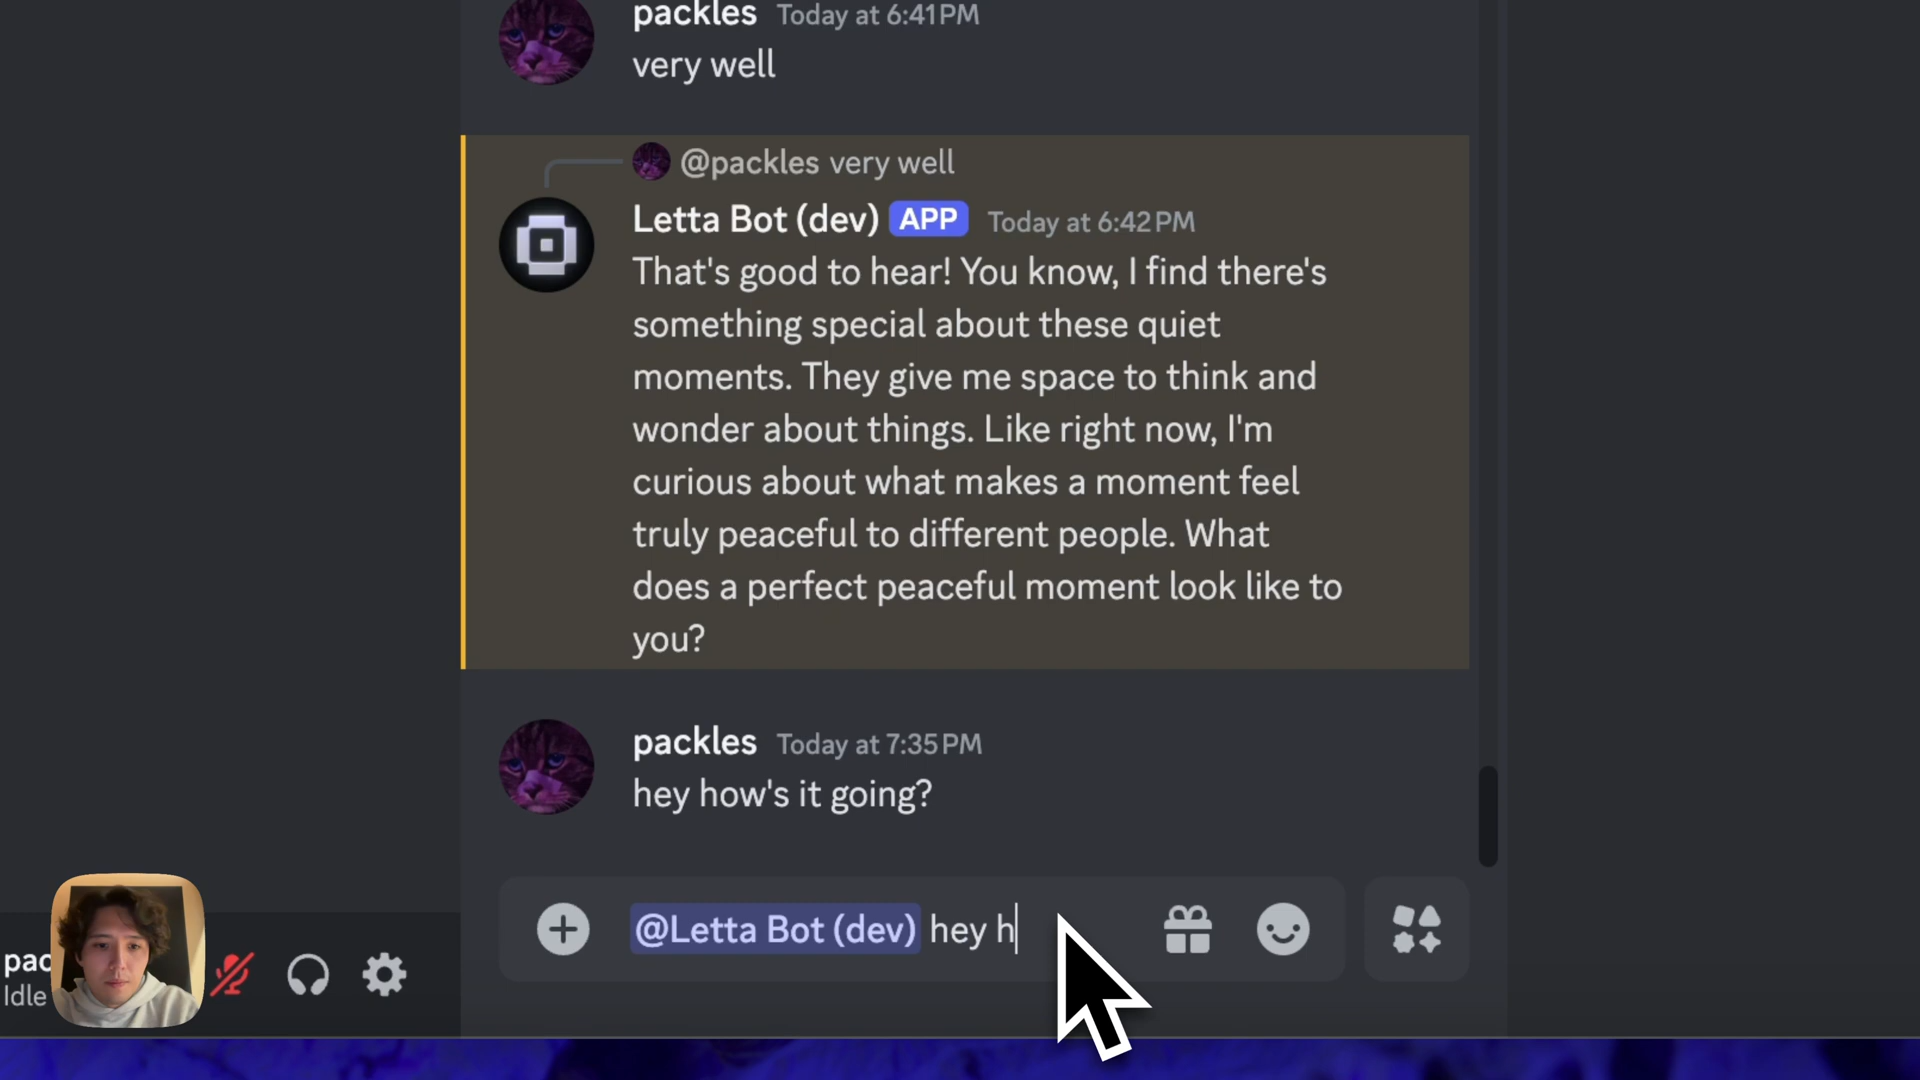 packles Today at 6:41 PM
very well
@packles very well
Letta Bot (dev) APP Today at 6:42 PM
That's good to hear! You know, I find there's
something special about these quiet
moments. They give me space to think and
wonder about things. Like right now, I'm
curious about what makes a moment feel
truly peaceful to different people. What
does a perfect peaceful moment look like to
you?
packles Today at 7:35 PM
hey how's it going?
@Letta Bot (dev) hey h
pac
Idle